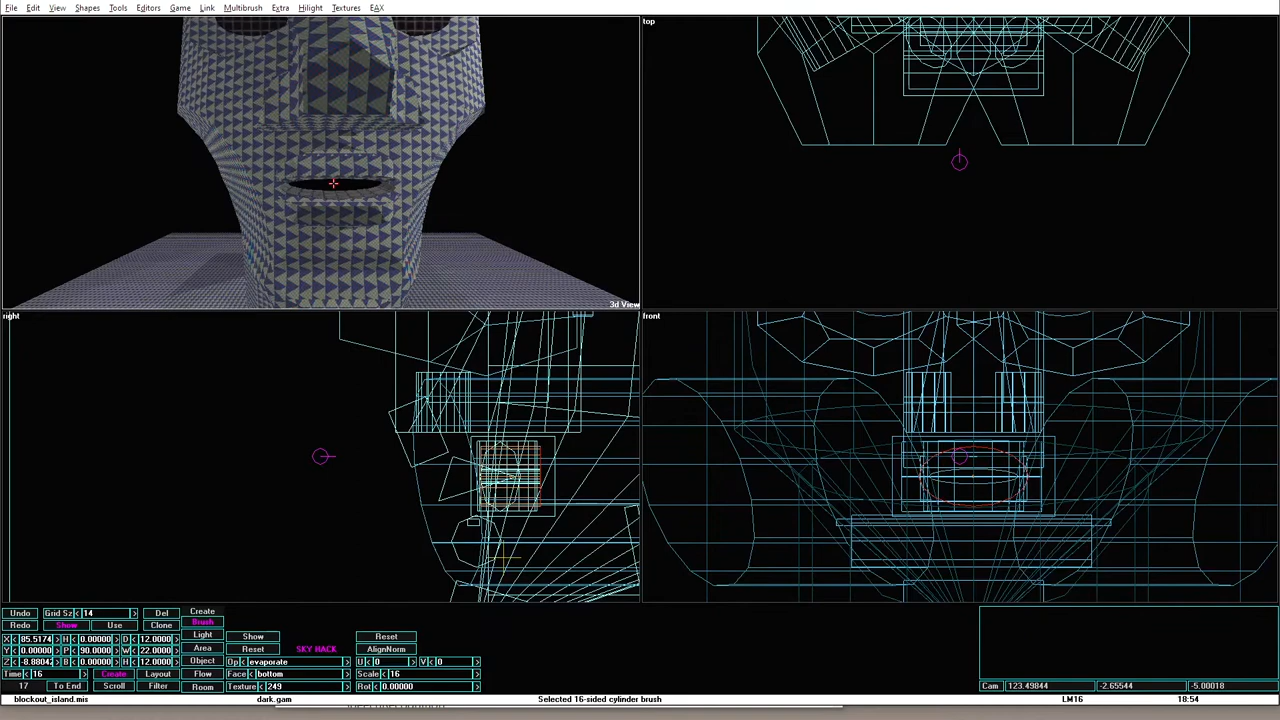 File Edit View Shapes Tools Editors Game Link Multibrush Extra Hilight Textures EAX
top
3d View
right
front
Undo Grid Sz < 14 > Del Create
Redo Show Use Clone Brush
X < 85.5174 H < 0.00000 D < 12.0000 > Light Show Reset
Y < 0.00000 P < 90.0000 W < 22.0000 > Area Reset SKY HACK AlignNorm
Z < -8.88042 B < 0.00000 H < 12.0000 > Object Op < evaporate > U < 0 > V < 0 >
Time < 16 > Create Layout Flow Face < bottom > Scale < 16 >
17 To End Scroll Filter Room Texture < 249 > Rot < 0.00000 > Cam 123.49844 -2.65544 -5.00018
blockout_island.mis dark.gam Selected 16-sided cylinder brush LM16 18:54